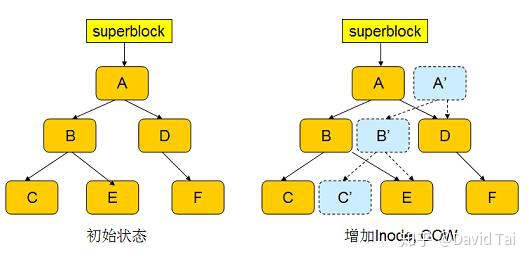 superblock
superblock
A
A
A'
B
D
B
B'
D
C
E
F
C
C'
E
F
初始状态
增加Inode, COW
知乎 @David Tai